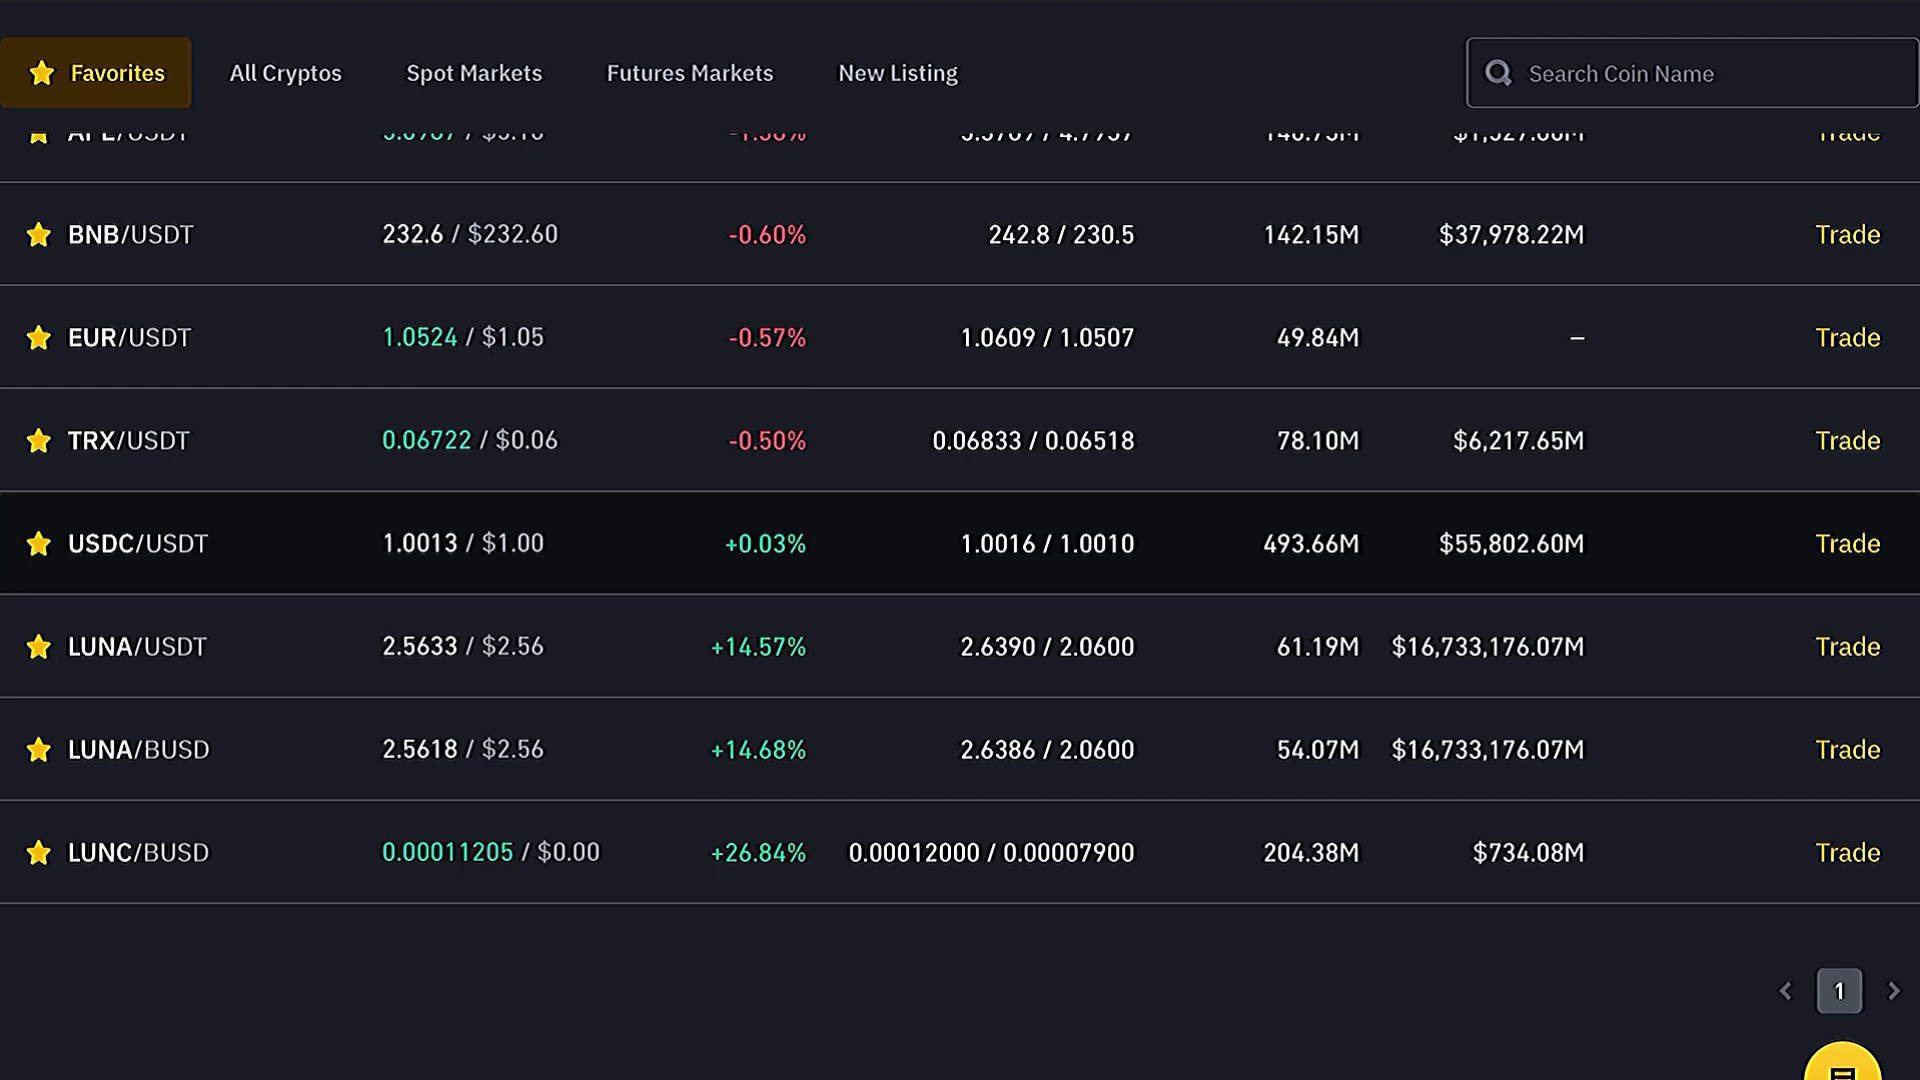 Favorites All Cryptos Spot Markets Futures Markets New Listing Search Coin Name
Trade
BNB/USDT 232.6 / $232.60 -0.60% 242.8 / 230.5 142.15M $37,978.22M Trade
EUR/USDT 1.0524 / $1.05 -0.57% 1.0609 / 1.0507 49.84M – Trade
TRX/USDT 0.06722 / $0.06 -0.50% 0.06833 / 0.06518 78.10M $6,217.65M Trade
USDC/USDT 1.0013 / $1.00 +0.03% 1.0016 / 1.0010 493.66M $55,802.60M Trade
LUNA/USDT 2.5633 / $2.56 +14.57% 2.6390 / 2.0600 61.19M $16,733,176.07M Trade
LUNA/BUSD 2.5618 / $2.56 +14.68% 2.6386 / 2.0600 54.07M $16,733,176.07M Trade
LUNC/BUSD 0.00011205 / $0.00 +26.84% 0.00012000 / 0.00007900 204.38M $734.08M Trade
1